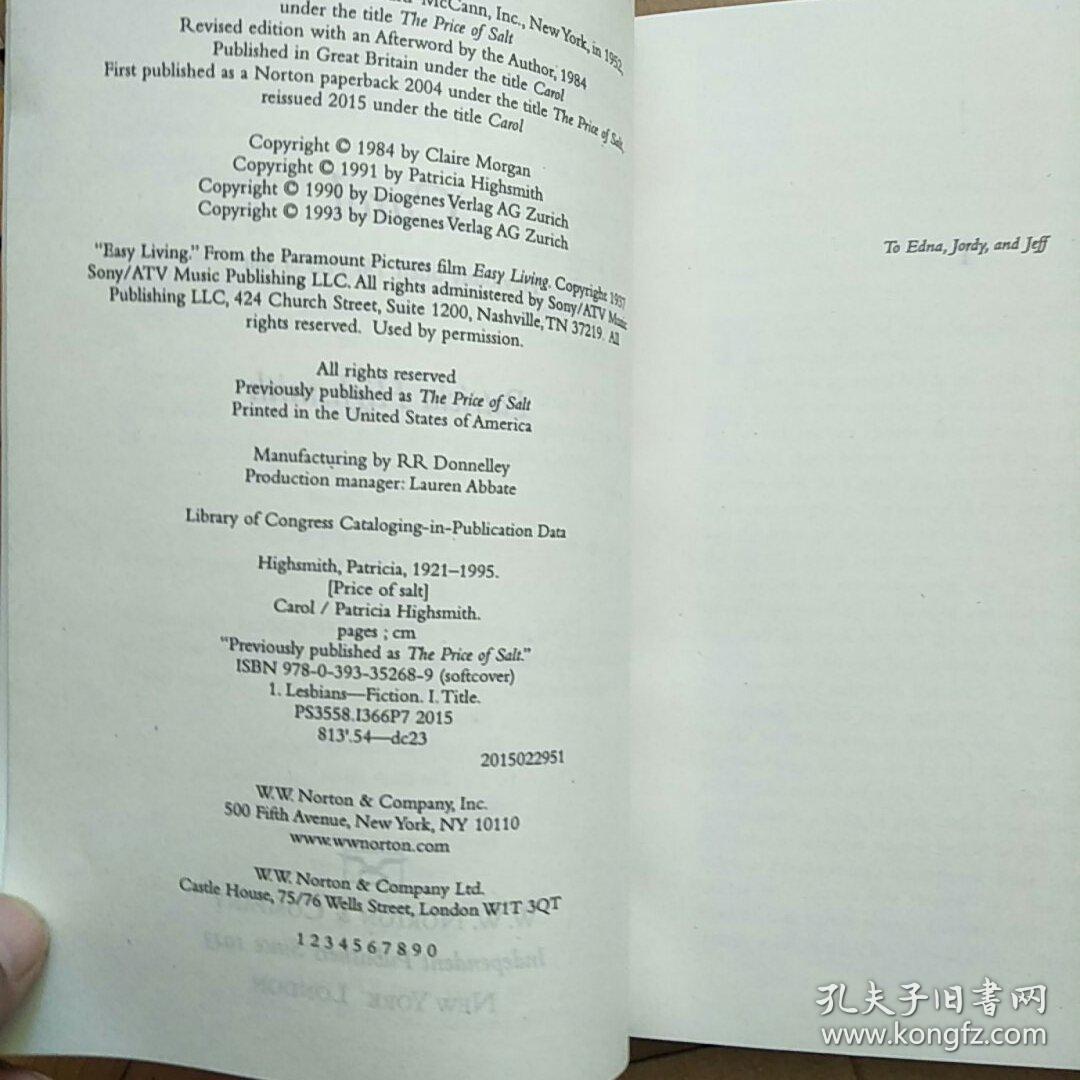 McCann, Inc., New York, in 1952,
under the title The Price of Salt
Revised edition with an Afterword by the Author, 1984
Published in Great Britain under the title Carol
First published as a Norton paperback 2004 under the title The Price of Salt,
reissued 2015 under the title Carol
Copyright © 1984 by Claire Morgan
Copyright © 1991 by Patricia Highsmith
Copyright © 1990 by Diogenes Verlag AG Zurich
Copyright © 1993 by Diogenes Verlag AG Zurich
"Easy Living." From the Paramount Pictures film Easy Living. Copyright 1937
Sony/ATV Music Publishing LLC. All rights administered by Sony/ATV Music
Publishing LLC, 424 Church Street, Suite 1200, Nashville, TN 37219. All
rights reserved. Used by permission.
All rights reserved
Previously published as The Price of Salt
Printed in the United States of America
Manufacturing by RR Donnelley
Production manager: Lauren Abbate
Library of Congress Cataloging-in-Publication Data
Highsmith, Patricia, 1921–1995.
[Price of salt]
Carol / Patricia Highsmith.
pages ; cm
"Previously published as The Price of Salt."
ISBN 978-0-393-35268-9 (softcover)
1. Lesbians—Fiction. I. Title.
PS3558.I366P7 2015
813'.54—dc23
2015022951
W. W. Norton & Company, Inc.
500 Fifth Avenue, New York, NY 10110
www.wwnorton.com
W. W. Norton & Company Ltd.
Castle House, 75/76 Wells Street, London W1T 3QT
1 2 3 4 5 6 7 8 9 0
To Edna, Jordy, and Jeff
孔夫子旧書网
www.kongfz.com